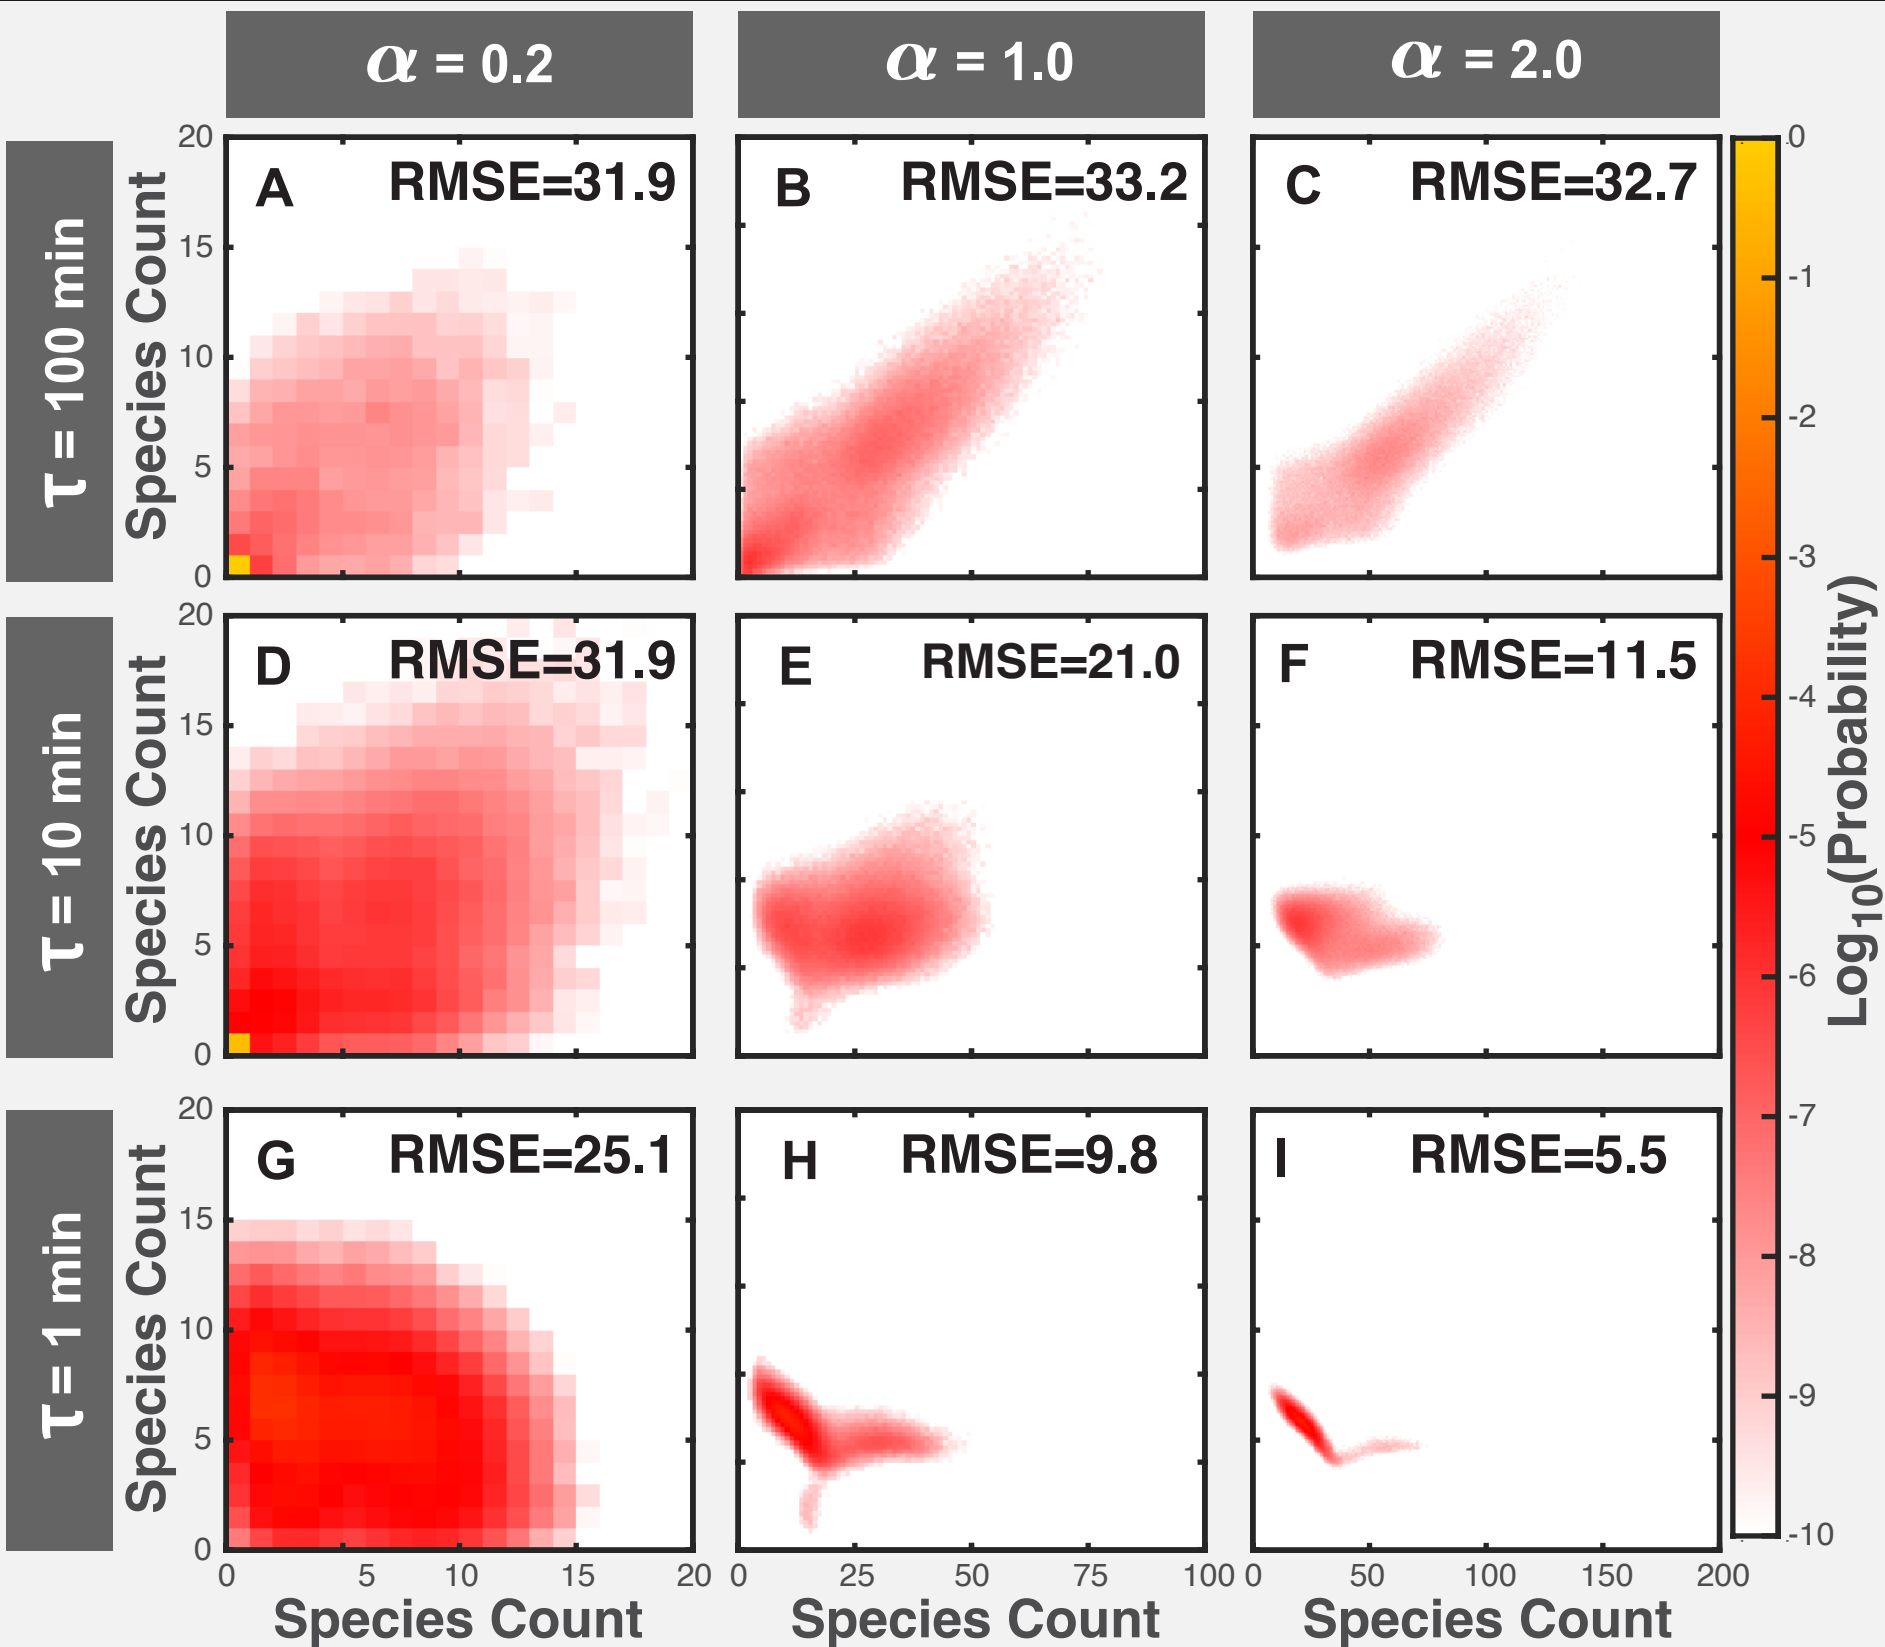 α = 0.2
α = 1.0
α = 2.0
τ = 100 min
Species Count
20
15
10
5
0
A RMSE=31.9
B RMSE=33.2
C RMSE=32.7
τ = 10 min
Species Count
20
15
10
5
0
D RMSE=31.9
E RMSE=21.0
F RMSE=11.5
τ = 1 min
Species Count
20
15
10
5
0
G RMSE=25.1
H RMSE=9.8
I RMSE=5.5
0 5 10 15 20
0 25 50 75 100
0 50 100 150 200
Species Count
Species Count
Species Count
0
-1
-2
-3
-4
-5
-6
-7
-8
-9
-10
Log10(Probability)